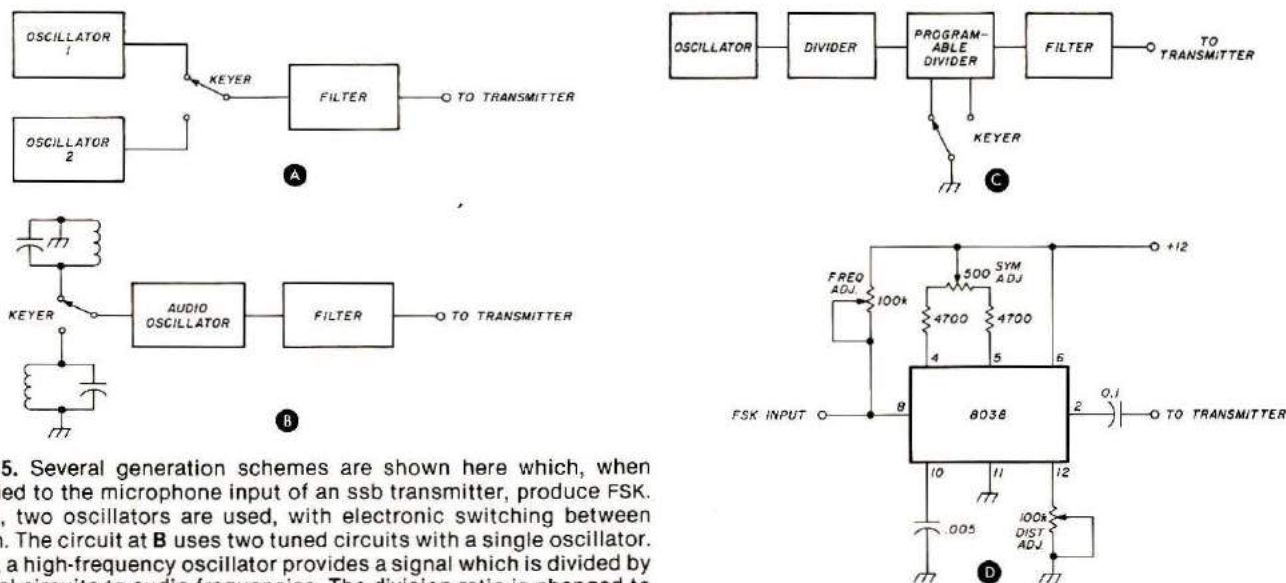 OSCILLATOR
1
KEYER
FILTER
TO TRANSMITTER
OSCILLATOR
2
A
KEYER
AUDIO
OSCILLATOR
FILTER
TO TRANSMITTER
B
5. Several generation schemes are shown here which, when
ed to the microphone input of an ssb transmitter, produce FSK.
, two oscillators are used, with electronic switching between
. The circuit at B uses two tuned circuits with a single oscillator.
, a high-frequency oscillator provides a signal which is divided by
OSCILLATOR
DIVIDER
PROGRAM-
ABLE
DIVIDER
FILTER
TO
TRANSMITTER
KEYER
C
+12
FREQ
ADJ.
100k
500 SYM
ADJ
4700
4700
4
5
6
FSK INPUT
8
8038
2
0.1
TO TRANSMITTER
10
11
12
.005
100k
DIST
ADJ.
D